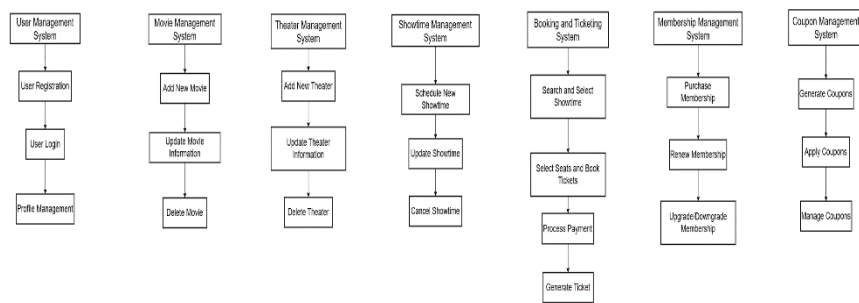 User Management
System
User Registration
User Login
Profile Management
Movie Management
System
Add New Movie
Update Movie
Information
Delete Movie
Theater Management
System
Add New Theater
Update Theater
Information
Delete Theater
Showtime Management
System
Schedule New
Showtime
Update Showtime
Cancel Showtime
Booking and Ticketing
System
Search and Select
Showtime
Select Seats and Book
Tickets
Process Payment
Generate Ticket
Membership Management
System
Purchase
Membership
Renew Membership
Upgrade/Downgrade
Membership
Coupon Management
System
Generate Coupons
Apply Coupons
Manage Coupons